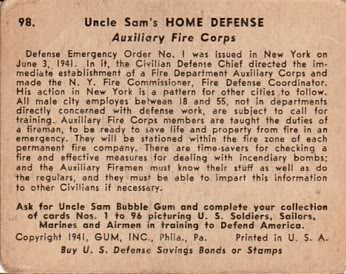 98. Uncle Sam's HOME DEFENSE
Auxiliary Fire Corps
Defense Emergency Order No. 1 was issued in New York on
June 3, 1941. In it, the Civilian Defense Chief directed the im-
mediate establishment of a Fire Department Auxiliary Corps and
made the N. Y. Fire Commissioner, Fire Defense Coordinator.
His action in New York is a pattern for other cities to follow.
All male city employes between 18 and 55, not in departments
directly concerned with defense work, are subject to call for
training. Auxiliary Fire Corps members are taught the duties of
a fireman, to be ready to save life and property from fire in an
emergency. They will be stationed within the fire zone of each
permanent fire company. There are time-savers for checking a
fire and effective measures for dealing with incendiary bombs;
and the Auxiliary Firemen must know their stuff as well as do
the regulars, and they must be able to impart this information
to other Civilians if necessary.
Ask for Uncle Sam Bubble Gum and complete your collection
of cards Nos. 1 to 96 picturing U. S. Soldiers, Sailors,
Marines and Airmen in training to Defend America.
Copyright 1941, GUM, INC., Phila., Pa. Printed in U. S. A.
Buy U. S. Defense Savings Bonds or Stamps